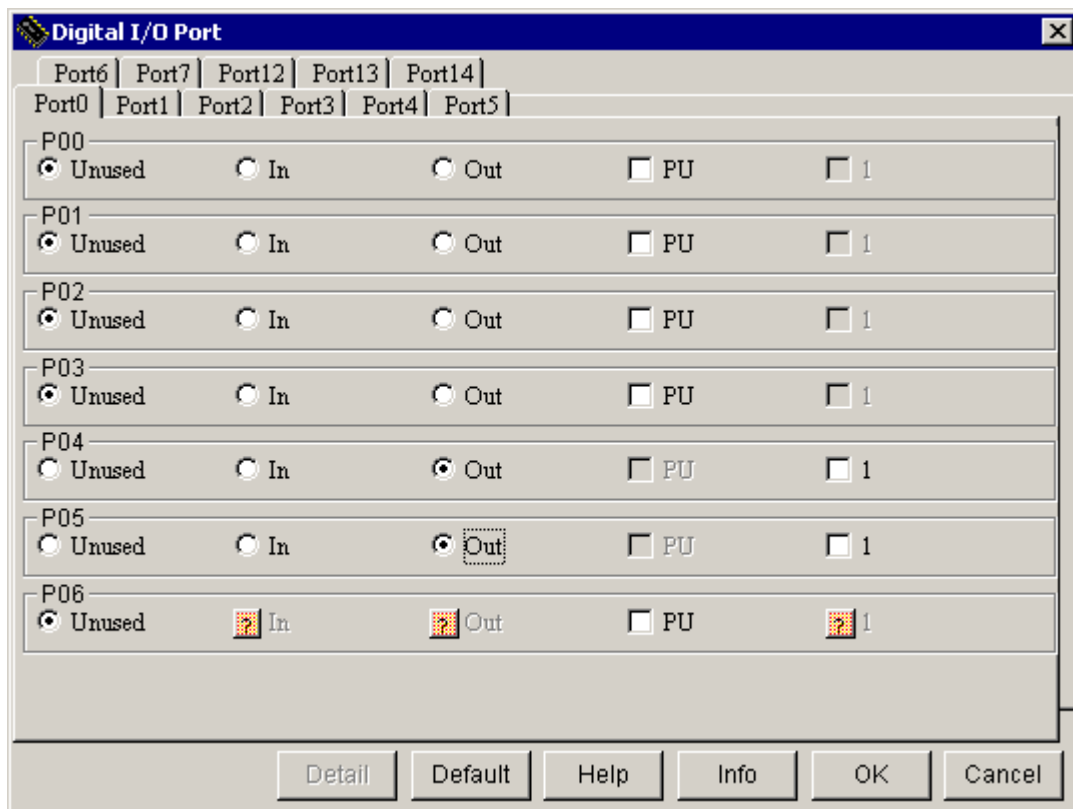 Digital I/O Port
Port6 Port7 Port12 Port13 Port14
Port0 Port1 Port2 Port3 Port4 Port5
P00
Unused In Out PU 1
P01
Unused In Out PU 1
P02
Unused In Out PU 1
P03
Unused In Out PU 1
P04
Unused In Out PU 1
P05
Unused In Out PU 1
P06
Unused ? In ? Out PU ? 1
Detail Default Help Info OK Cancel